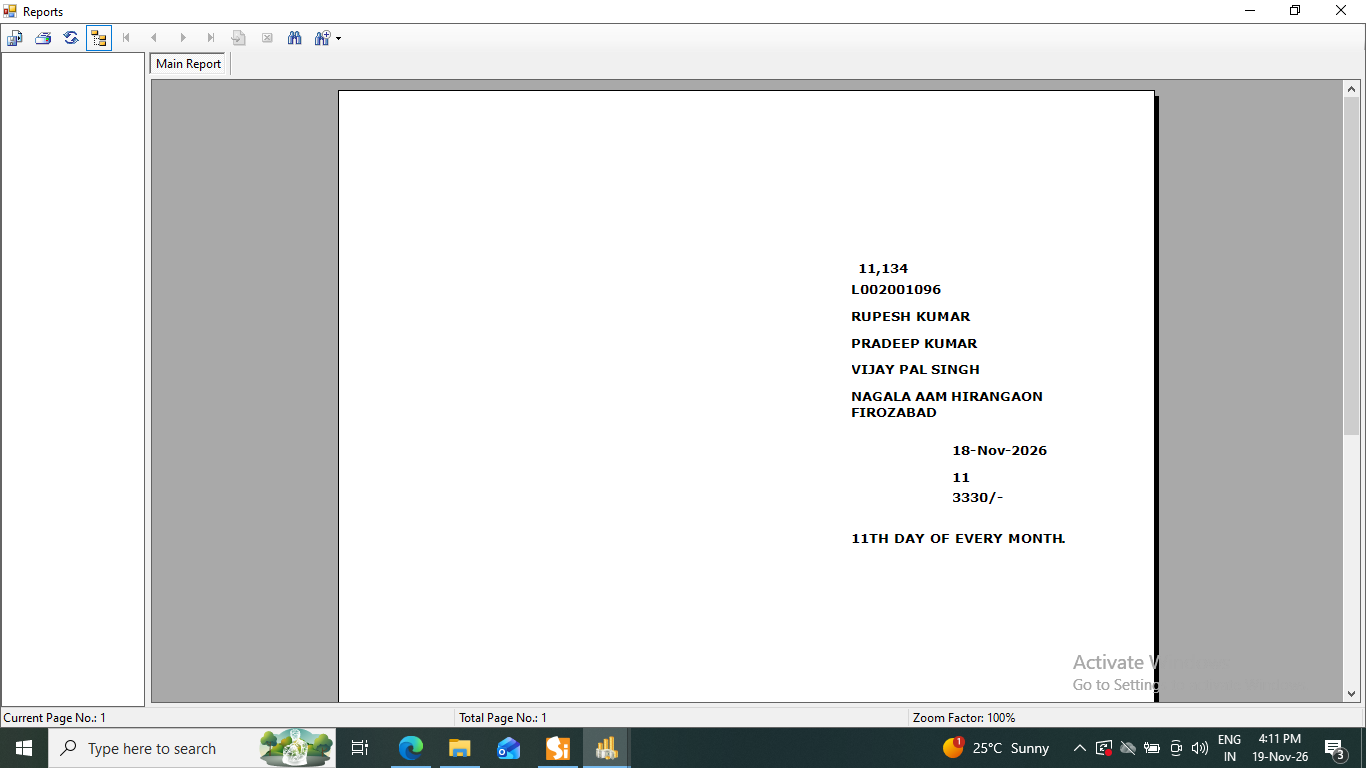 Reports
Main Report
11,134
L002001096
RUPESH KUMAR
PRADEEP KUMAR
VIJAY PAL SINGH
NAGALA AAM HIRANGAON
FIROZABAD
18-Nov-2026
11
3330/-
11TH DAY OF EVERY MONTH.
Activate W
Go to Setting
Current Page No.: 1
Total Page No.: 1
Zoom Factor: 100%
Type here to search
1
25°C Sunny
ENG
IN
4:11 PM
19-Nov-26
3